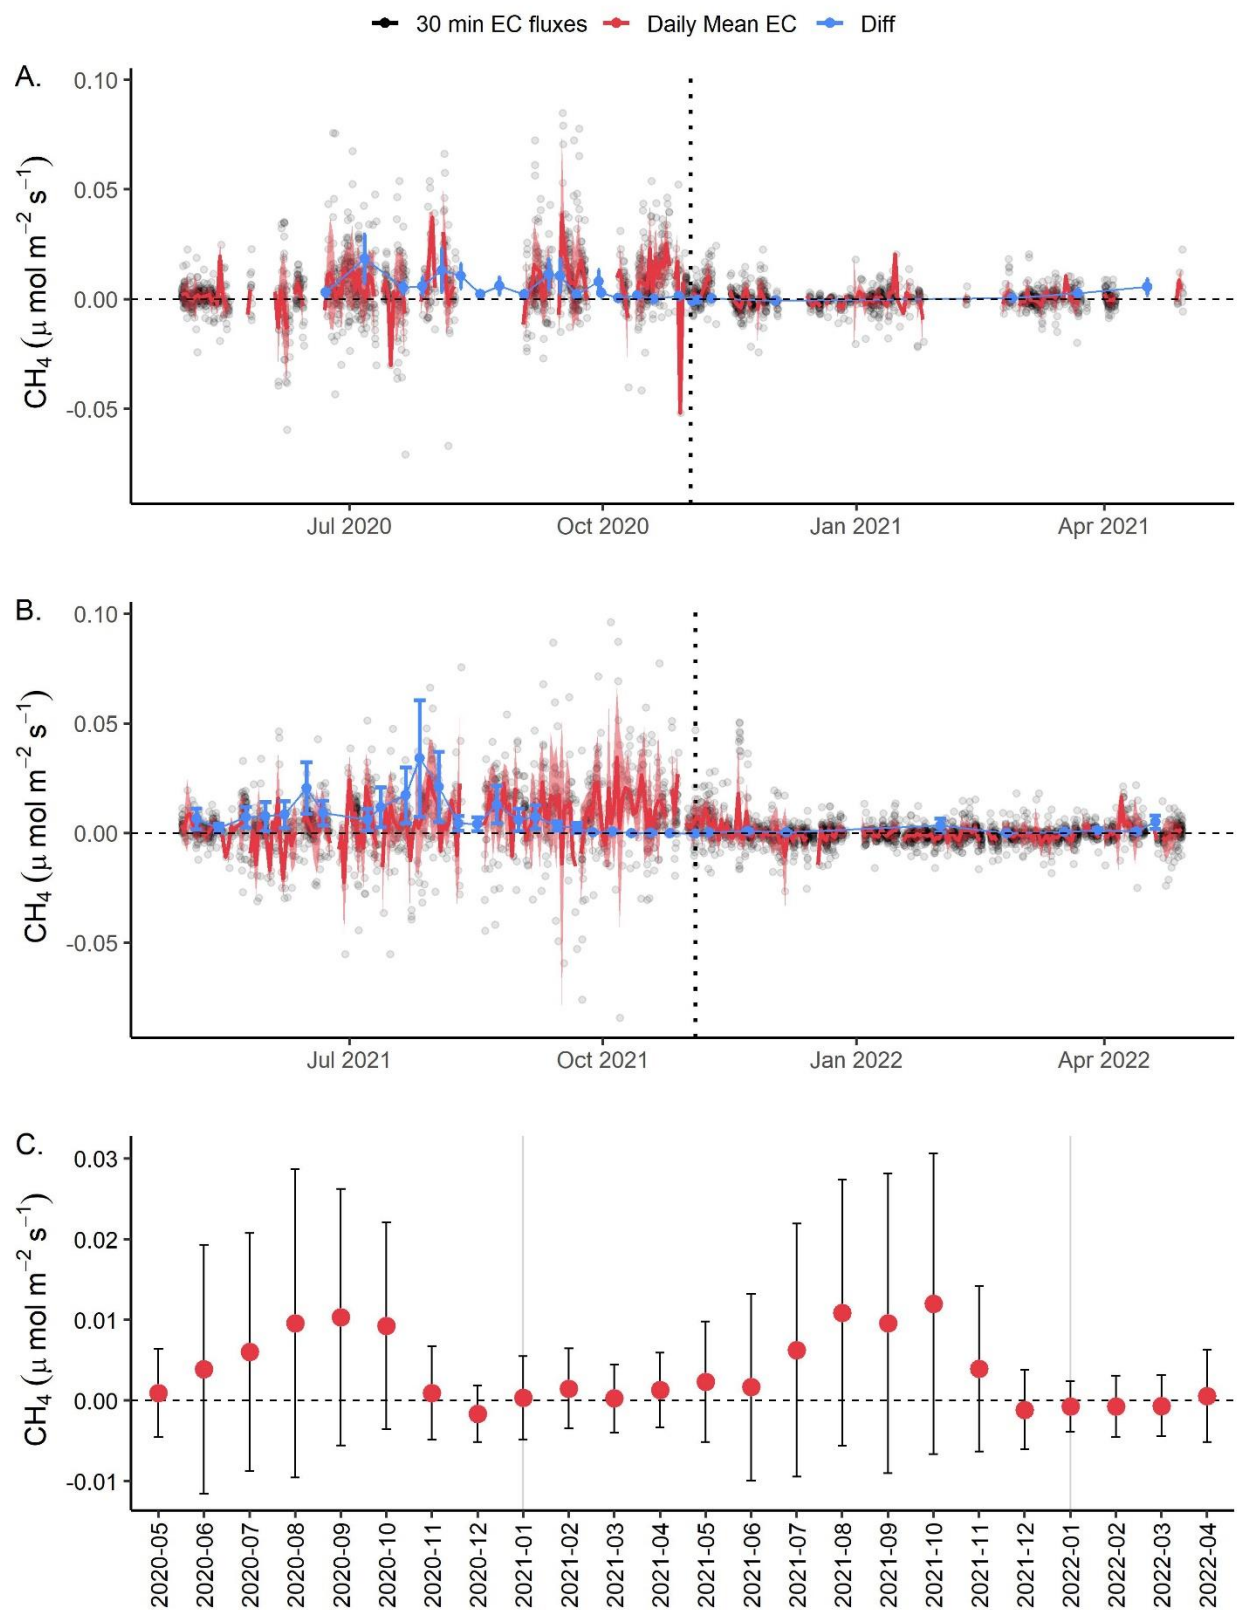 30 min EC fluxes Daily Mean EC Diff
A.
CH₄ (μ mol m⁻² s⁻¹)
0.10
0.05
0.00
-0.05
Jul 2020 Oct 2020 Jan 2021 Apr 2021
B.
CH₄ (μ mol m⁻² s⁻¹)
0.10
0.05
0.00
-0.05
Jul 2021 Oct 2021 Jan 2022 Apr 2022
C.
CH₄ (μ mol m⁻² s⁻¹)
0.03
0.02
0.01
0.00
-0.01
2020-05 2020-06 2020-07 2020-08 2020-09 2020-10 2020-11 2020-12 2021-01 2021-02 2021-03 2021-04 2021-05 2021-06 2021-07 2021-08 2021-09 2021-10 2021-11 2021-12 2022-01 2022-02 2022-03 2022-04